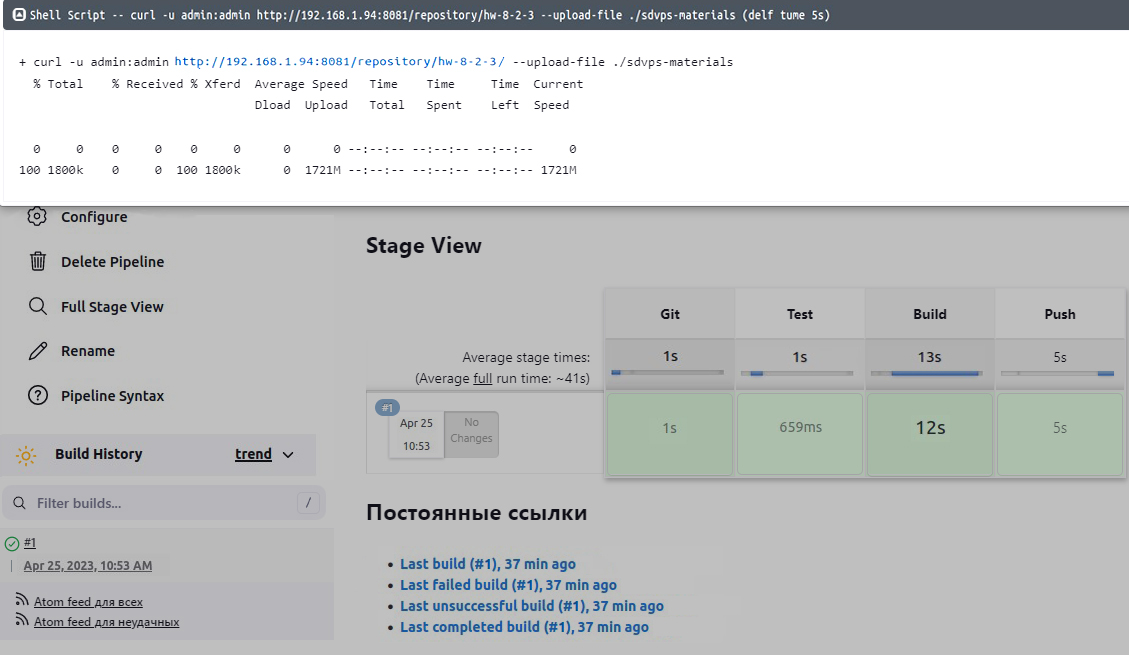 Shell Script -- curl -u admin:admin http://192.168.1.94:8081/repository/hw-8-2-3 --upload-file ./sdvps-materials (delf tume 5s)
+ curl -u admin:admin http://192.168.1.94:8081/repository/hw-8-2-3/ --upload-file ./sdvps-materials
% Total % Received % Xferd Average Speed Time Time Time Current
Dload Upload Total Spent Left Speed
0 0 0 0 0 0 0 0 --:--:-- --:--:-- --:--:-- 0
100 1800k 0 0 100 1800k 0 1721M --:--:-- --:--:-- --:--:-- 1721M
Configure
Delete Pipeline
Full Stage View
Rename
Pipeline Syntax
Build History trend
Filter builds... /
#1
Apr 25, 2023, 10:53 AM
Atom feed для всех
Atom feed для неудачных
Stage View
Git Test Build Push
Average stage times: 1s 1s 13s 5s
(Average full run time: ~41s)
#1
Apr 25
10:53
No
Changes
1s 659ms 12s 5s
Постоянные ссылки
Last build (#1), 37 min ago
Last failed build (#1), 37 min ago
Last unsuccessful build (#1), 37 min ago
Last completed build (#1), 37 min ago